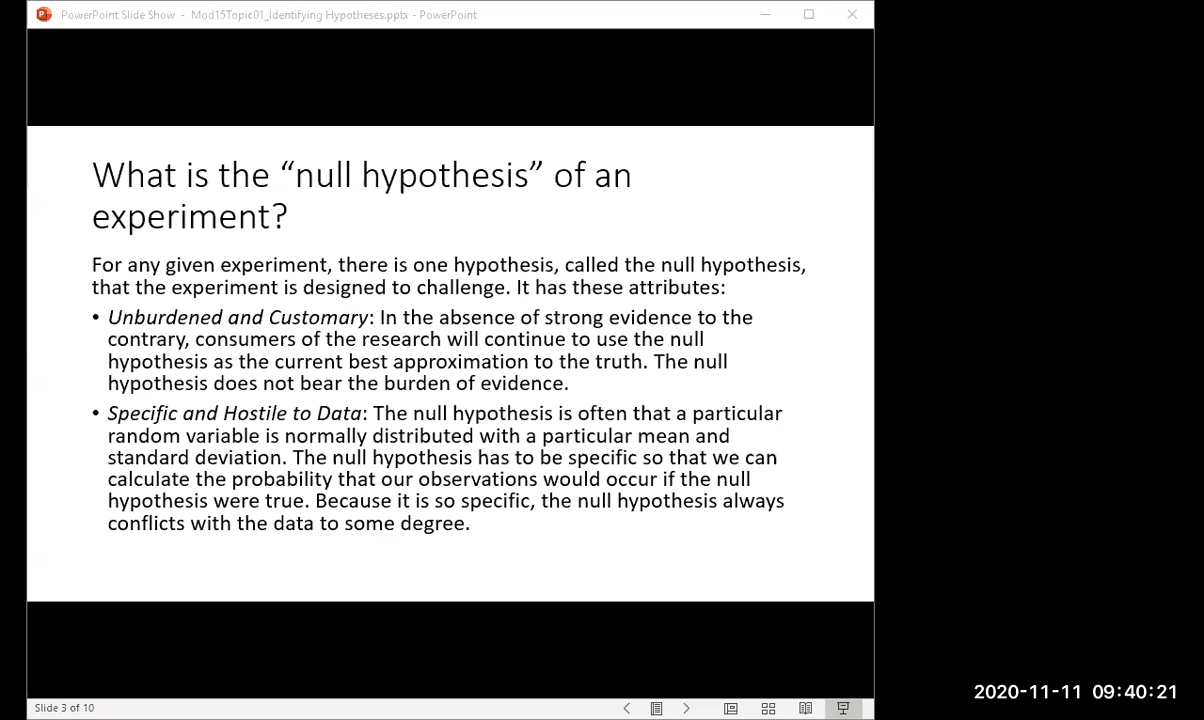 PowerPoint Slide Show - Mod15Topic01_Identifying Hypotheses.pptx - PowerPoint
What is the “null hypothesis” of an
experiment?
For any given experiment, there is one hypothesis, called the null hypothesis,
that the experiment is designed to challenge. It has these attributes:
• Unburdened and Customary: In the absence of strong evidence to the
contrary, consumers of the research will continue to use the null
hypothesis as the current best approximation to the truth. The null
hypothesis does not bear the burden of evidence.
• Specific and Hostile to Data: The null hypothesis is often that a particular
random variable is normally distributed with a particular mean and
standard deviation. The null hypothesis has to be specific so that we can
calculate the probability that our observations would occur if the null
hypothesis were true. Because it is so specific, the null hypothesis always
conflicts with the data to some degree.
2020-11-11 09:40:21
Slide 3 of 10